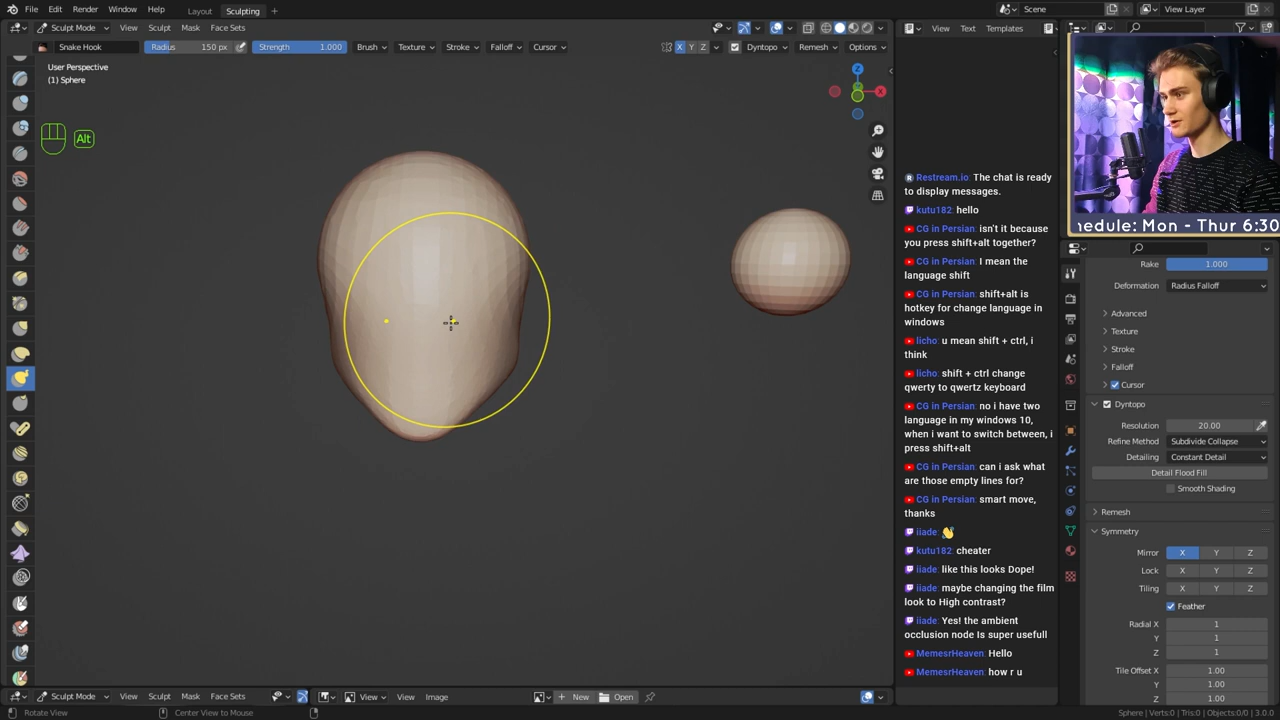 File Edit Render Window Help Layout Sculpting Scene View Layer
Sculpt Mode View Sculpt Mask Face Sets View Text Templates
Snake Hook Radius 150 px Strength 1.000 Brush Texture Stroke Falloff Cursor X Y Z Dyntopo Remesh Options
User Perspective
(1) Sphere
Z
X
Alt
Restream.io: The chat is ready
to display messages.
kutu182: hello
CG in Persian: isn't it because
you press shift+alt together?
CG in Persian: I mean the
language shift
CG in Persian: shift+alt is
hotkey for change language in
windows
licho: u mean shift + ctrl, i
think
licho: shift + ctrl change
qwerty to qwertz keyboard
CG in Persian: no i have two
language in my windows 10,
when i want to switch between, i
press shift+alt
CG in Persian: can i ask what
are those empty lines for?
CG in Persian: smart move,
thanks
iiade: 👋
kutu182: cheater
iiade: like this looks Dope!
iiade: maybe changing the film
look to High contrast?
iiade: Yes! the ambient
occlusion node Is super usefull
MemesrHeaven: Hello
MemesrHeaven: how r u
hedule: Mon - Thur 6:30
Rake 1.000
Deformation Radius Falloff
Advanced
Texture
Stroke
Falloff
Cursor
Dyntopo
Resolution 20.00
Refine Method Subdivide Collapse
Detailing Constant Detail
Detail Flood Fill
Smooth Shading
Remesh
Symmetry
Mirror X Y Z
Lock X Y Z
Tiling X Y Z
Feather
Radial X 1
Y 1
Z 1
Tile Offset X 1.00
Y 1.00
Z 1.00
Sculpt Mode View Sculpt Mask Face Sets View View Image New Open
Rotate View Center View to Mouse Sphere | Verts:0 | Tris:0 | Objects:0/0 | 3.0.0